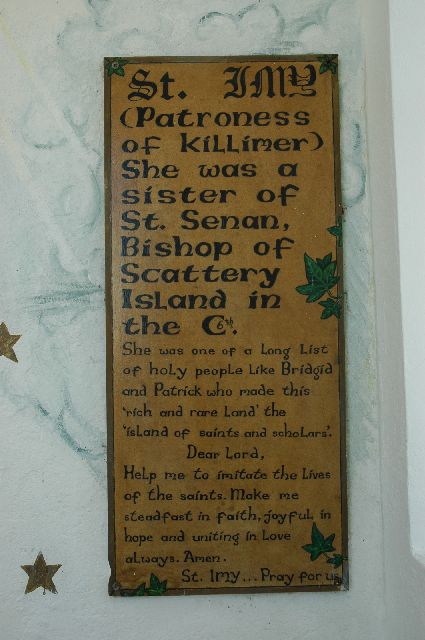 St. IMY
(Patroness
of Killimer)
She was a
sister of
St. Senan,
Bishop of
Scattery
Island in
the C6th.
She was one of a Long List
of holy people like Bridgid
and Patrick who made this
'rich and rare land' the
'island of saints and scholars'.
Dear Lord,
Help me to imitate the lives
of the saints. Make me
steadfast in faith, joyful in
hope and uniting in Love
always. Amen.
St. Imy... Pray for us